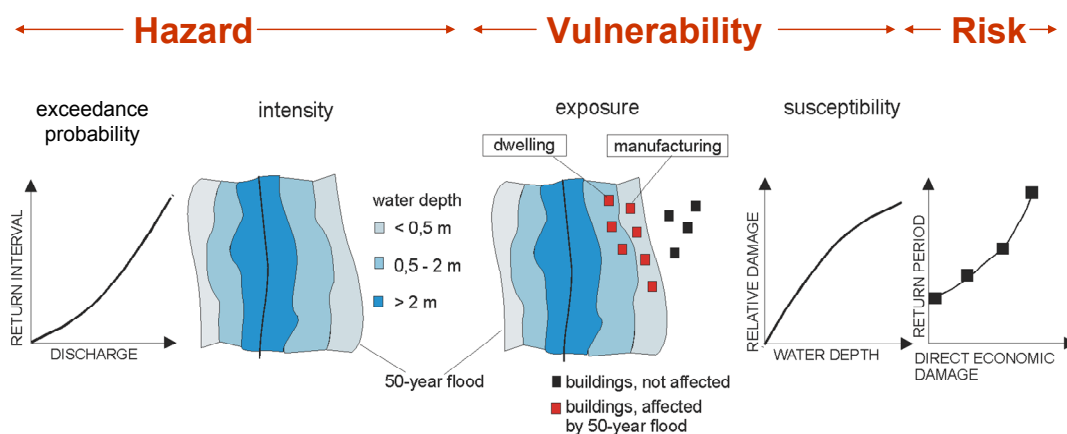 Hazard
Vulnerability
Risk
exceedance
probability
intensity
exposure
susceptibility
RETURN INTERVAL
DISCHARGE
water depth
< 0,5 m
0,5 - 2 m
> 2 m
50-year flood
dwelling
manufacturing
buildings, not affected
buildings, affected
by 50-year flood
RELATIVE DAMAGE
WATER DEPTH
RETURN PERIOD
DIRECT ECONOMIC
DAMAGE